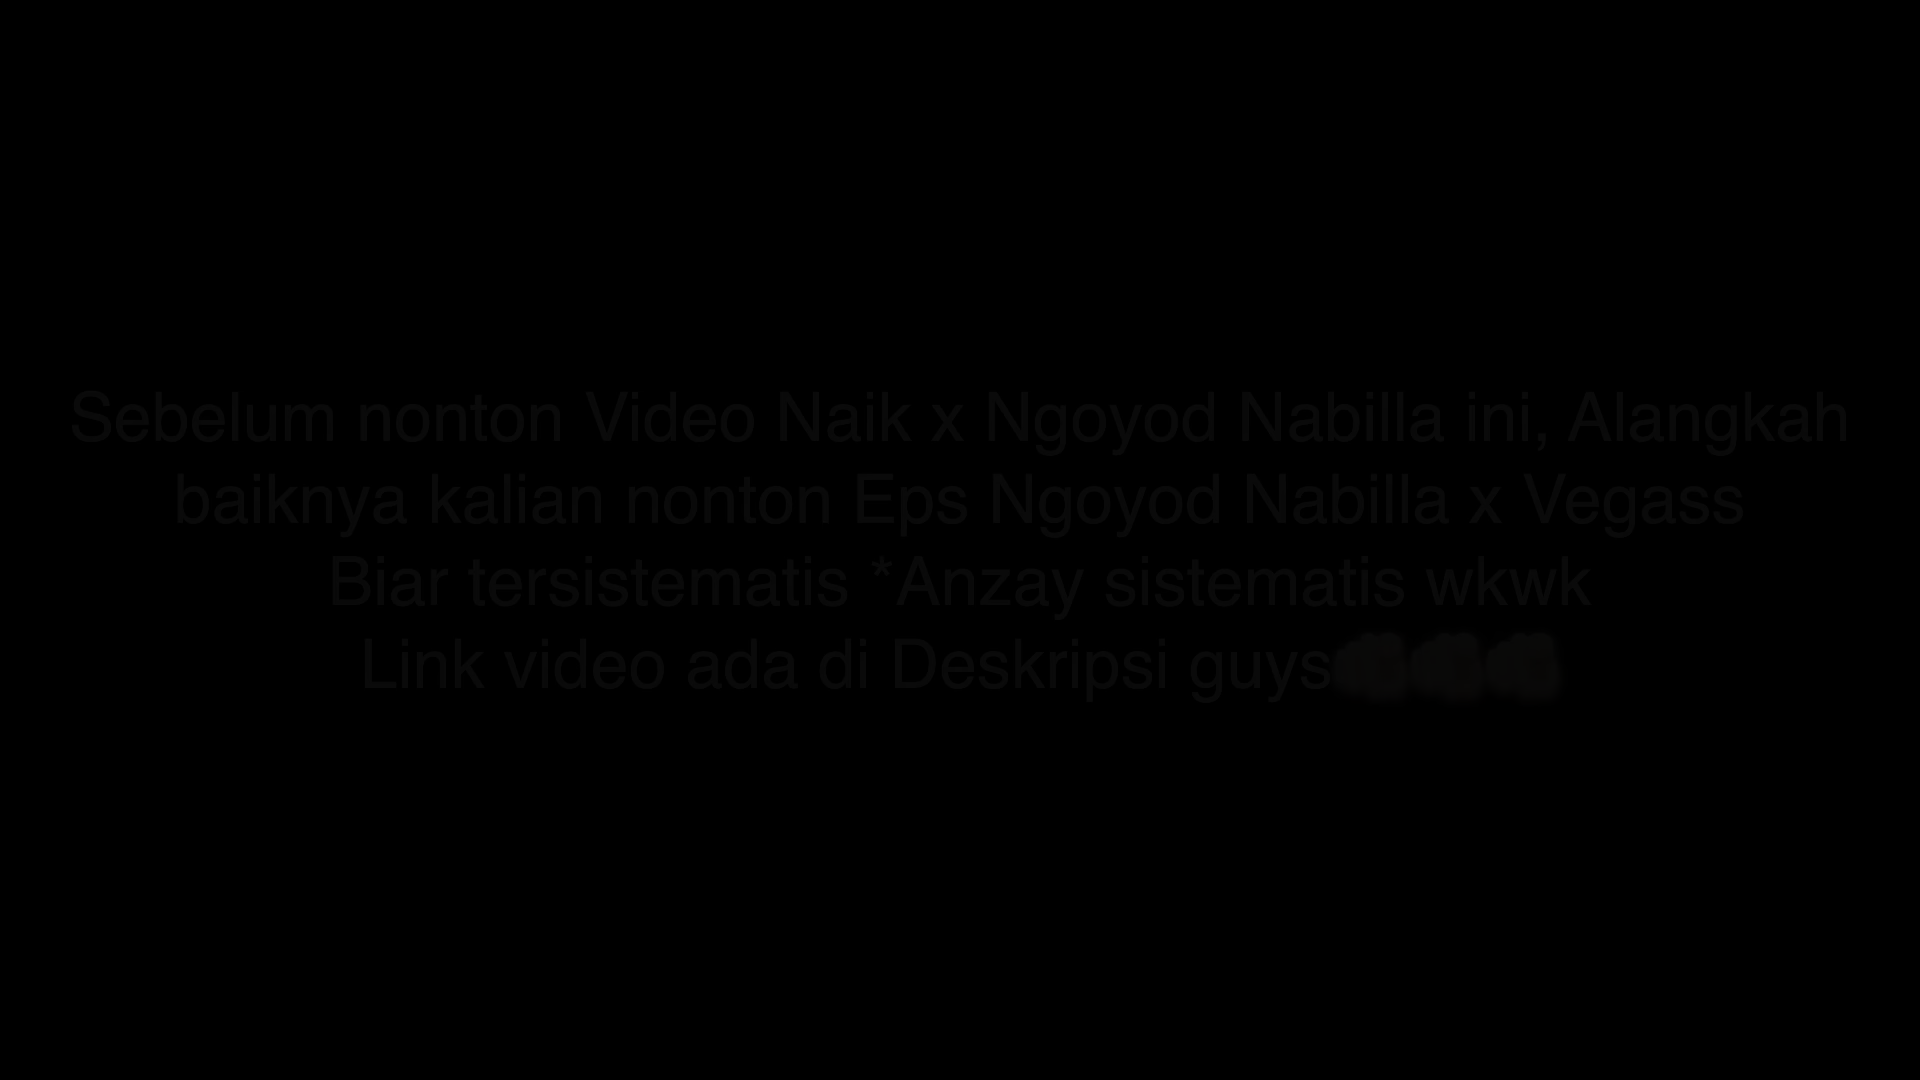 Sebelum nonton Video Naik x Ngoyod Nabilla ini, Alangkah
baiknya kalian nonton Eps Ngoyod Nabilla x Vegass
Biar tersistematis *Anzay sistematis wkwk
Link video ada di Deskripsi guys